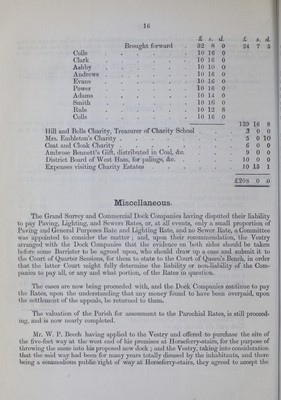 16
£ s. d. £ s. d.
Brought forward . 32 8 0 24 7 3
Colls . . . . . 10 16 0
Clark . . . . . 10 16 0
Ashby . . . . . 10 10 0
Andrews . . . . . 10 16 0
Evans . . . . . 10 16 0
Power . . . . . 10 16 0
Adams . . . . . 10 14 0
Smith . . . . . 10 16 0
Rule . . . . . 10 12 8
Colls . . . . . 10 16 0
139 16 8
Hill and Bells Charity, Treasurer of Charity School . 3 0 0
Mrs. Embleton's Charity . . . . . 5 0 10
Coat and Cloak Charity . . . . . 6 0 0
Ambrose Bennett's Gift, distributed in Coal, &c. . 9 0 0
District Board of West Ham, for palings, &c. . 10 0 0
Expenses visiting Charity Estates . . . 10 15 1
£208 0 0
Miscellaneous.
The Grand Surrey and Commercial Dock Companies having disputed their liability
to pay Paving, Lighting, and Sewers Rates, or, at all events, only a small proportion of
Paving and General Purposes Rate and Lighting Rate, and no Sewer Rate, a Committee
was appointed to consider the matter; and, upon their recommendation, the Vestry
arranged with the Dock Companies that the evidence on both sides should be taken
before some Barrister to be agreed upon, who should draw up a case and submit it to
the Court of Quarter Sessions, for them to state to the Court of Queen's Bench, in order
that the latter Court might fully determine the liability or non-liability of the Com-
panies to pay all, or any and what portion, of the Rates in question.
The cases are now being proceeded with, and the Dock Companies continue to pay
the Rates, upon the understanding that any money found to have been overpaid, upon
the settlement of the appeals, be returned to them.
The valuation of the Parish for assessment to the Parochial Rates, is still proceed-
ing, and is now nearly completed.
Mr. W. P. Beech having applied to the Vestry and offered to purchase the site of
the five-foot way at the west end of his premises at Horseferry-stairs, for the purpose of
throwing the same into his proposed new dock; and the Vestry, taking into consideration
that the said way had been for many years totally disused by the inhabitants, and there
being a commodious public right of way at Horseferry-stairs, they agreed to accept the